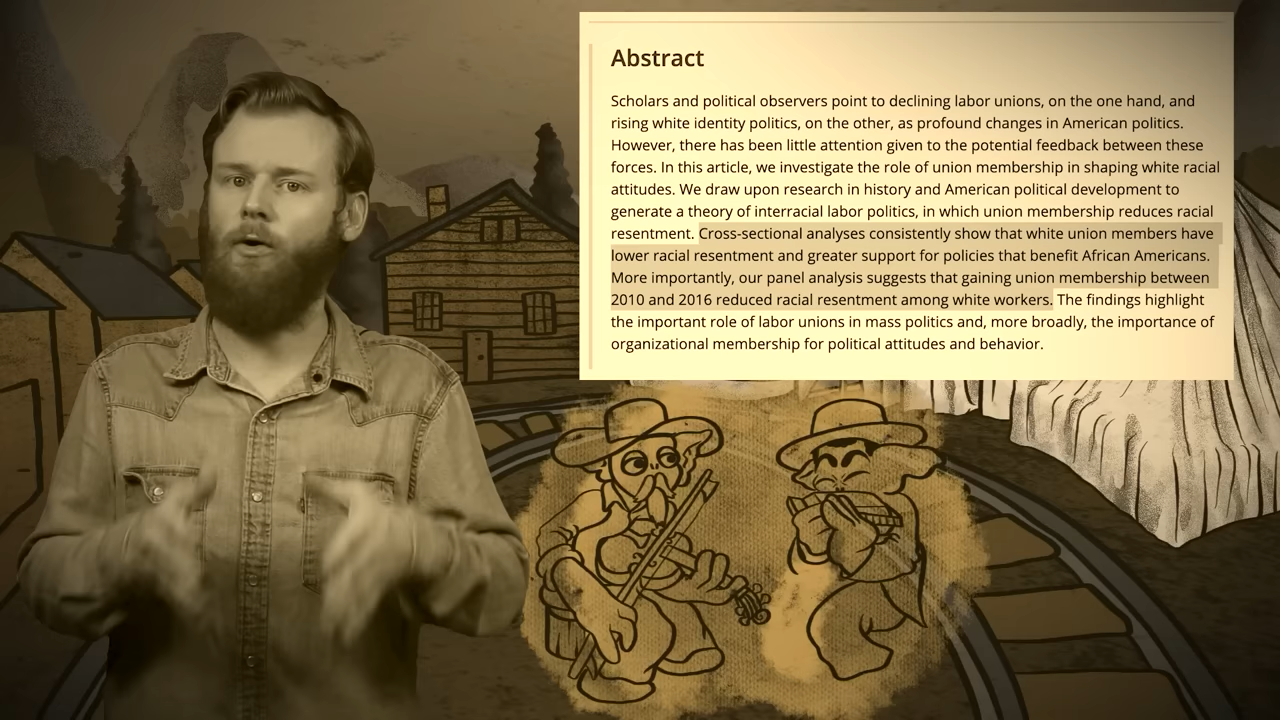 Abstract
Scholars and political observers point to declining labor unions, on the one hand, and
rising white identity politics, on the other, as profound changes in American politics.
However, there has been little attention given to the potential feedback between these
forces. In this article, we investigate the role of union membership in shaping white racial
attitudes. We draw upon research in history and American political development to
generate a theory of interracial labor politics, in which union membership reduces racial
resentment. Cross-sectional analyses consistently show that white union members have
lower racial resentment and greater support for policies that benefit African Americans.
More importantly, our panel analysis suggests that gaining union membership between
2010 and 2016 reduced racial resentment among white workers. The findings highlight
the important role of labor unions in mass politics and, more broadly, the importance of
organizational membership for political attitudes and behavior.